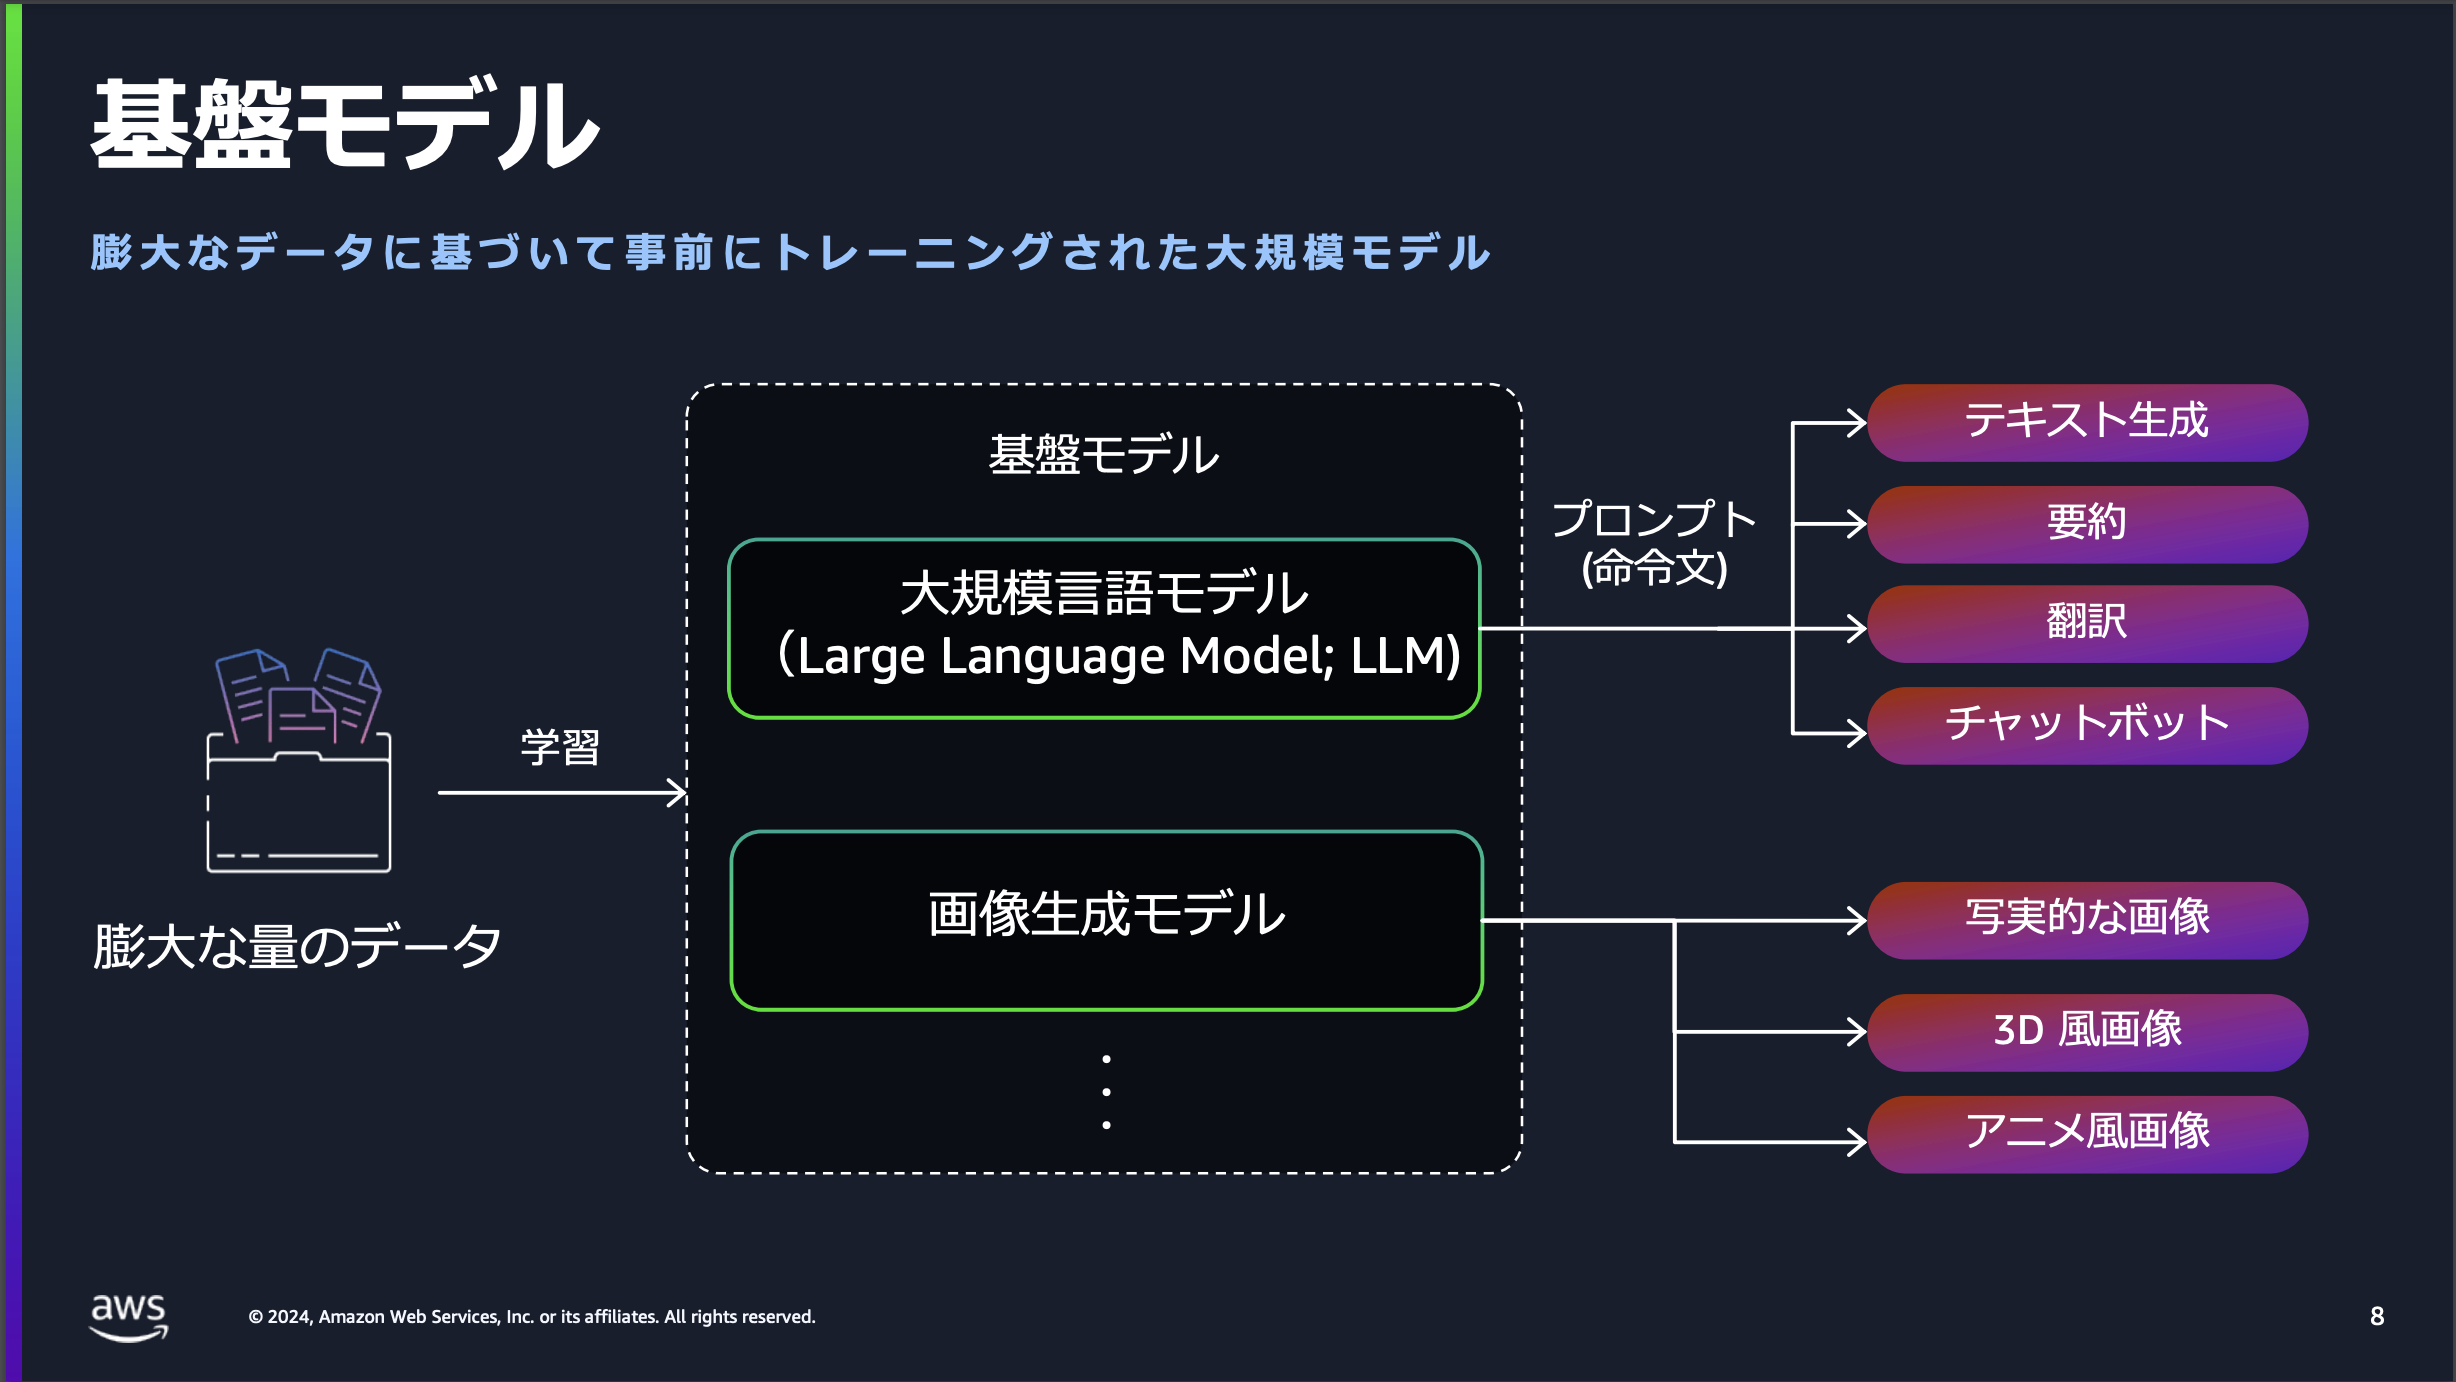 基盤モデル
膨大なデータに基づいて事前にトレーニングされた大規模モデル
膨大な量のデータ
学習
基盤モデル
大規模言語モデル
(Large Language Model; LLM)
画像生成モデル
プロンプト
(命令文)
テキスト生成
要約
翻訳
チャットボット
写実的な画像
3D 風画像
アニメ風画像
aws
© 2024, Amazon Web Services, Inc. or its affiliates. All rights reserved.
8